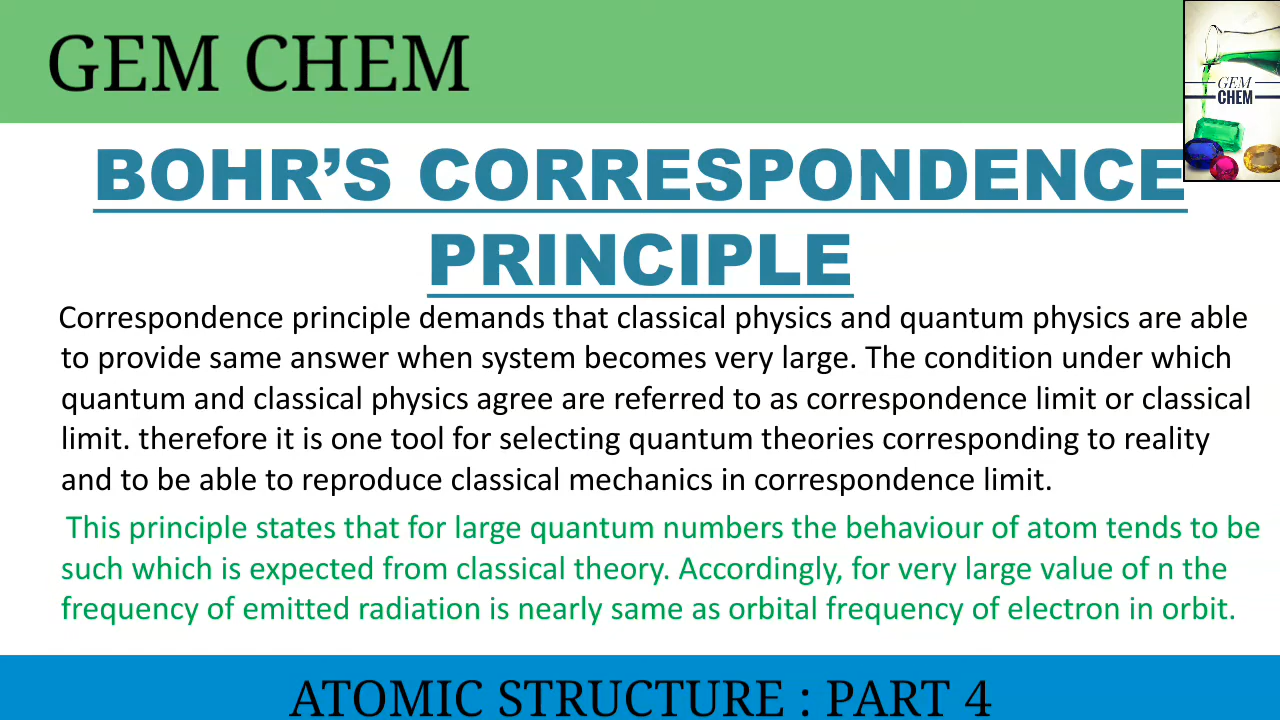 GEM CHEM
GEM
CHEM
BOHR’S CORRESPONDENCE
PRINCIPLE
Correspondence principle demands that classical physics and quantum physics are able
to provide same answer when system becomes very large. The condition under which
quantum and classical physics agree are referred to as correspondence limit or classical
limit. therefore it is one tool for selecting quantum theories corresponding to reality
and to be able to reproduce classical mechanics in correspondence limit.
This principle states that for large quantum numbers the behaviour of atom tends to be
such which is expected from classical theory. Accordingly, for very large value of n the
frequency of emitted radiation is nearly same as orbital frequency of electron in orbit.
ATOMIC STRUCTURE : PART 4